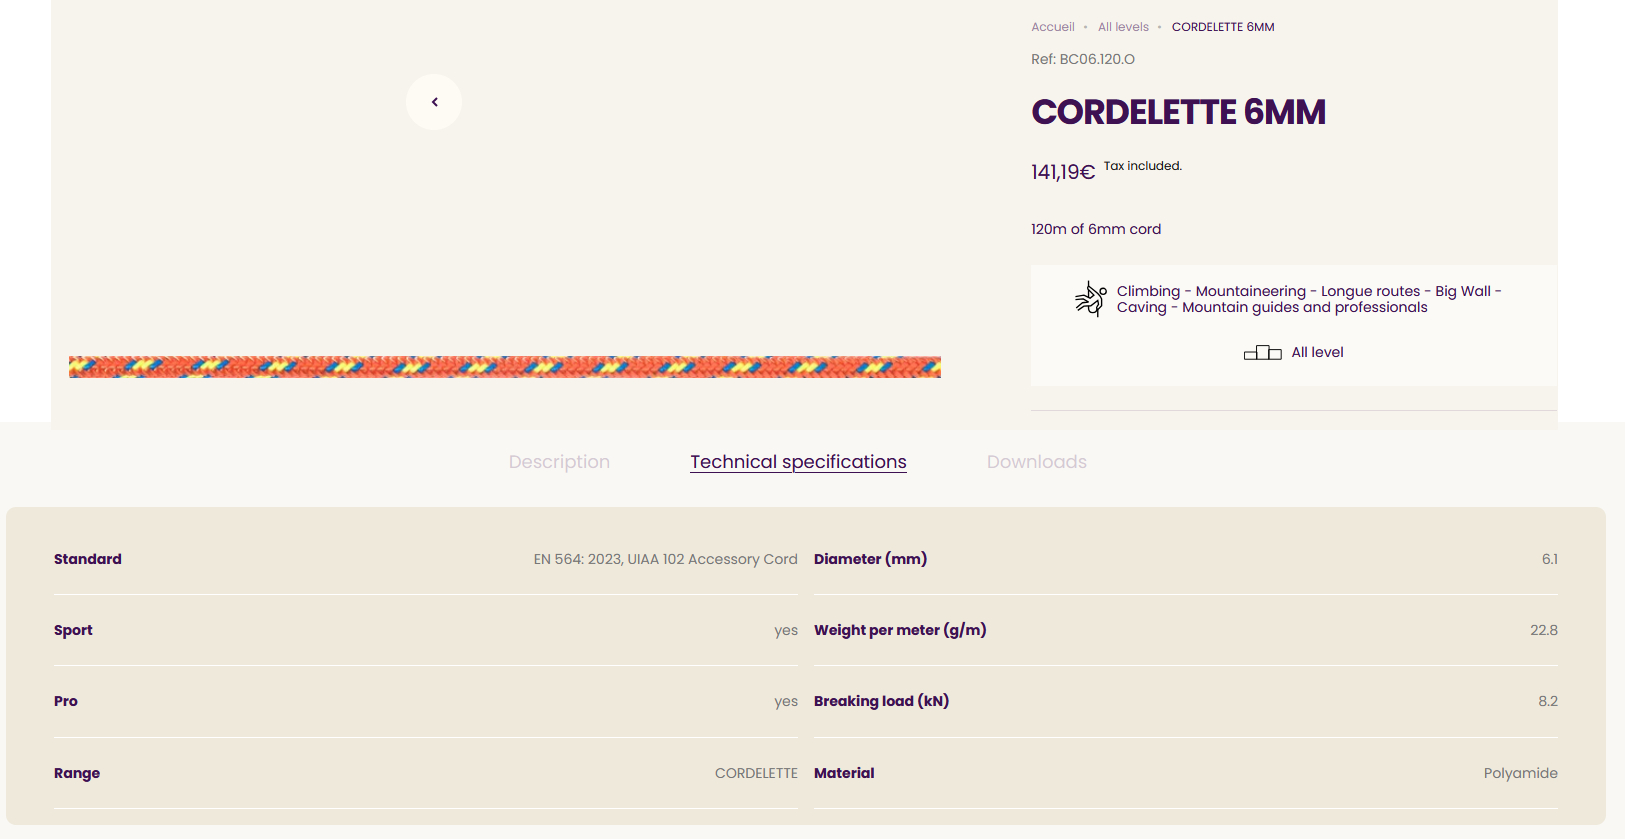 Accueil • All levels • CORDELETTE 6MM
Ref: BC06.120.O
CORDELETTE 6MM
141,19€ Tax included.
120m of 6mm cord
Climbing - Mountaineering - Longue routes - Big Wall -
Caving - Mountain guides and professionals
All level
Description Technical specifications Downloads
Standard EN 564: 2023, UIAA 102 Accessory Cord Diameter (mm) 6.1
Sport yes Weight per meter (g/m) 22.8
Pro yes Breaking load (kN) 8.2
Range CORDELETTE Material Polyamide